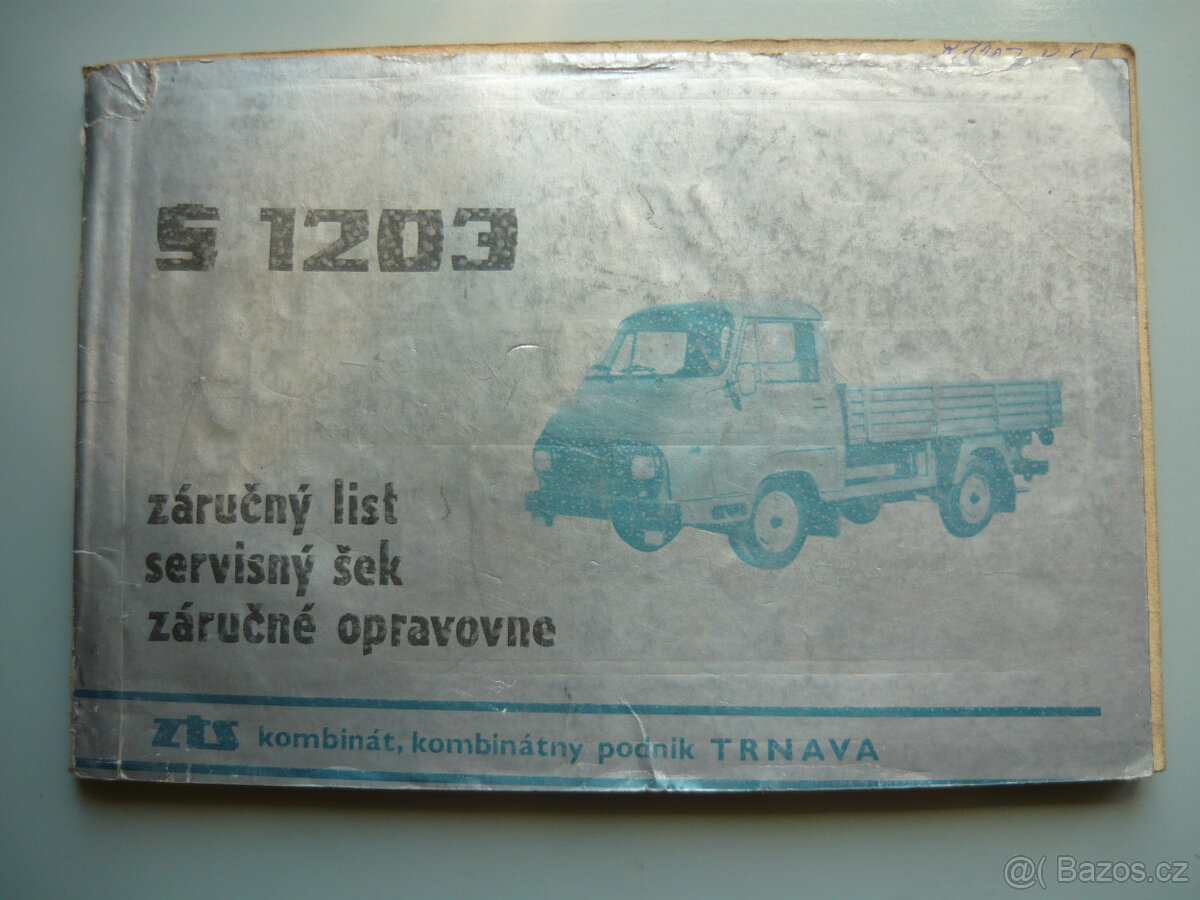 S 1203
záručný list
servisný šek
záručné opravovne
zts kombinát, kombinátny podnik TRNAVA
@( Bazos.cz